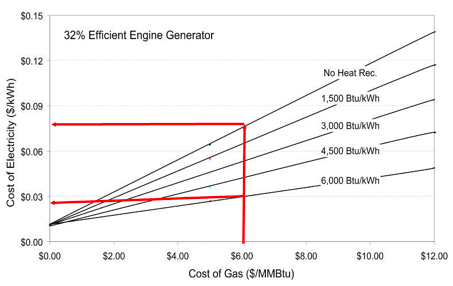 $0.15
32% Efficient Engine Generator
$0.12
No Heat Rec.
1,500 Btu/kWh
$0.09
3,000 Btu/kWh
4,500 Btu/kWh
$0.06
6,000 Btu/kWh
$0.03
$0.00
Cost of Electricity ($/kWh)
$0.00 $2.00 $4.00 $6.00 $8.00 $10.00 $12.00
Cost of Gas ($/MMBtu)